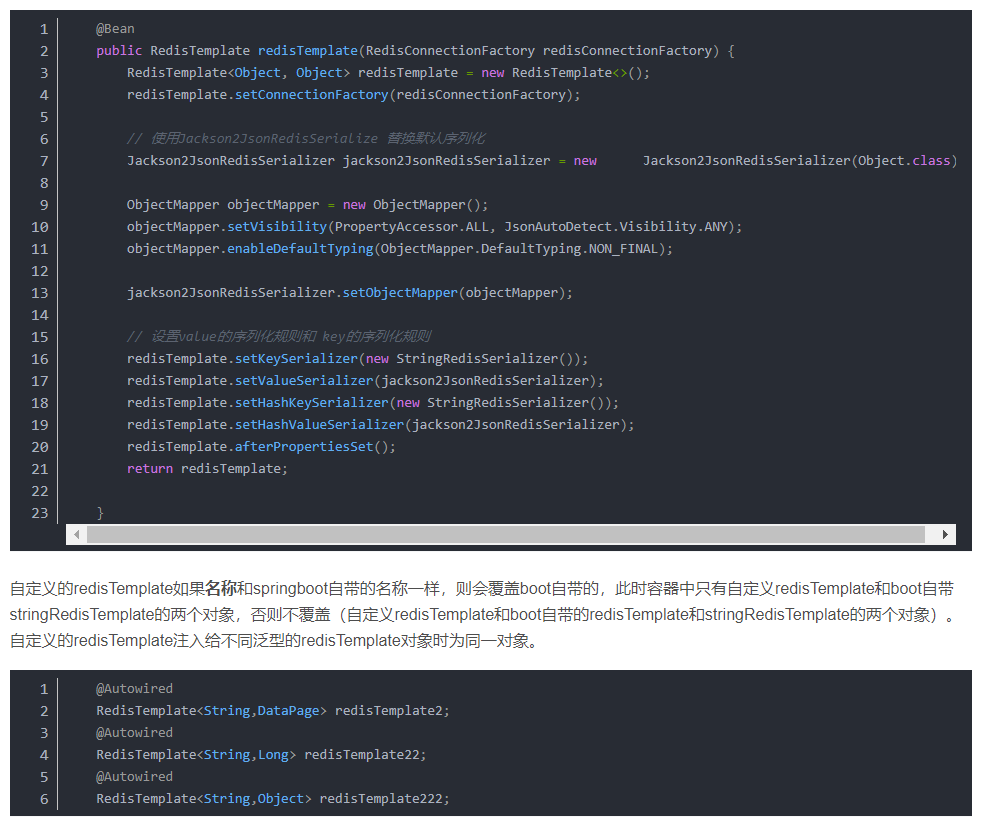 1 @Bean
2 public RedisTemplate redisTemplate(RedisConnectionFactory redisConnectionFactory) {
3 RedisTemplate<Object, Object> redisTemplate = new RedisTemplate<>();
4 redisTemplate.setConnectionFactory(redisConnectionFactory);
5
6 // 使用Jackson2JsonRedisSerialize 替换默认序列化
7 Jackson2JsonRedisSerializer jackson2JsonRedisSerializer = new Jackson2JsonRedisSerializer(Object.class)
8
9 ObjectMapper objectMapper = new ObjectMapper();
10 objectMapper.setVisibility(PropertyAccessor.ALL, JsonAutoDetect.Visibility.ANY);
11 objectMapper.enableDefaultTyping(ObjectMapper.DefaultTyping.NON_FINAL);
12
13 jackson2JsonRedisSerializer.setObjectMapper(objectMapper);
14
15 // 设置value的序列化规则和 key的序列化规则
16 redisTemplate.setKeySerializer(new StringRedisSerializer());
17 redisTemplate.setValueSerializer(jackson2JsonRedisSerializer);
18 redisTemplate.setHashKeySerializer(new StringRedisSerializer());
19 redisTemplate.setHashValueSerializer(jackson2JsonRedisSerializer);
20 redisTemplate.afterPropertiesSet();
21 return redisTemplate;
22
23 }
自定义的redisTemplate如果名称和springboot自带的名称一样，则会覆盖boot自带的，此时容器中只有自定义redisTemplate和boot自带
stringRedisTemplate的两个对象，否则不覆盖（自定义redisTemplate和boot自带的redisTemplate和stringRedisTemplate的两个对象）。
自定义的redisTemplate注入给不同泛型的redisTemplate对象时为同一对象。
1 @Autowired
2 RedisTemplate<String,DataPage> redisTemplate2;
3 @Autowired
4 RedisTemplate<String,Long> redisTemplate22;
5 @Autowired
6 RedisTemplate<String,Object> redisTemplate222;